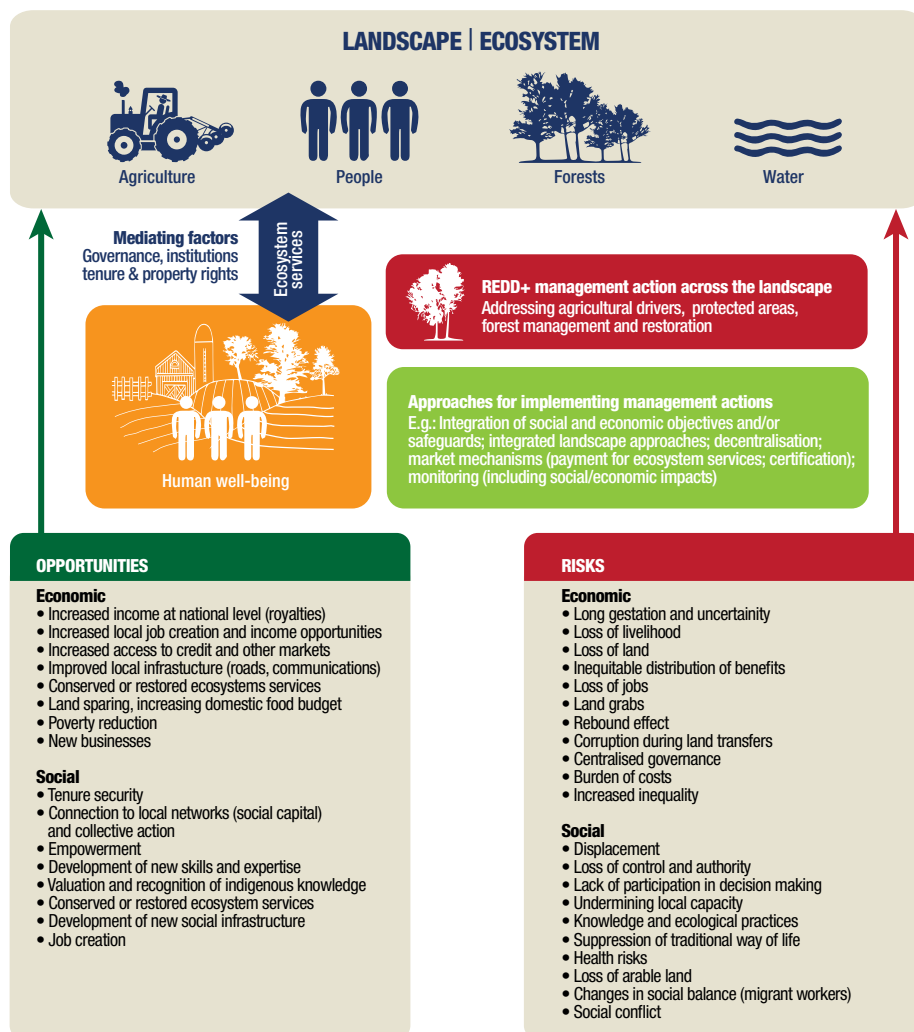 LANDSCAPE | ECOSYSTEM
Agriculture
People
Forests
Water
Mediating factors
Governance, institutions
tenure & property rights
Ecosystem
services
REDD+ management action across the landscape
Addressing agricultural drivers, protected areas,
forest management and restoration
Approaches for implementing management actions
E.g.: Integration of social and economic objectives and/or
safeguards; integrated landscape approaches; decentralisation;
market mechanisms (payment for ecosystem services; certification);
monitoring (including social/economic impacts)
Human well-being
OPPORTUNITIES
Economic
• Increased income at national level (royalties)
• Increased local job creation and income opportunities
• Increased access to credit and other markets
• Improved local infrastucture (roads, communications)
• Conserved or restored ecosystems services
• Land sparing, increasing domestic food budget
• Poverty reduction
• New businesses
Social
• Tenure security
• Connection to local networks (social capital)
and collective action
• Empowerment
• Development of new skills and expertise
• Valuation and recognition of indigenous knowledge
• Conserved or restored ecosystem services
• Development of new social infrastructure
• Job creation
RISKS
Economic
• Long gestation and uncertainity
• Loss of livelihood
• Loss of land
• Inequitable distribution of benefits
• Loss of jobs
• Land grabs
• Rebound effect
• Corruption during land transfers
• Centralised governance
• Burden of costs
• Increased inequality
Social
• Displacement
• Loss of control and authority
• Lack of participation in decision making
• Undermining local capacity
• Knowledge and ecological practices
• Suppression of traditional way of life
• Health risks
• Loss of arable land
• Changes in social balance (migrant workers)
• Social conflict